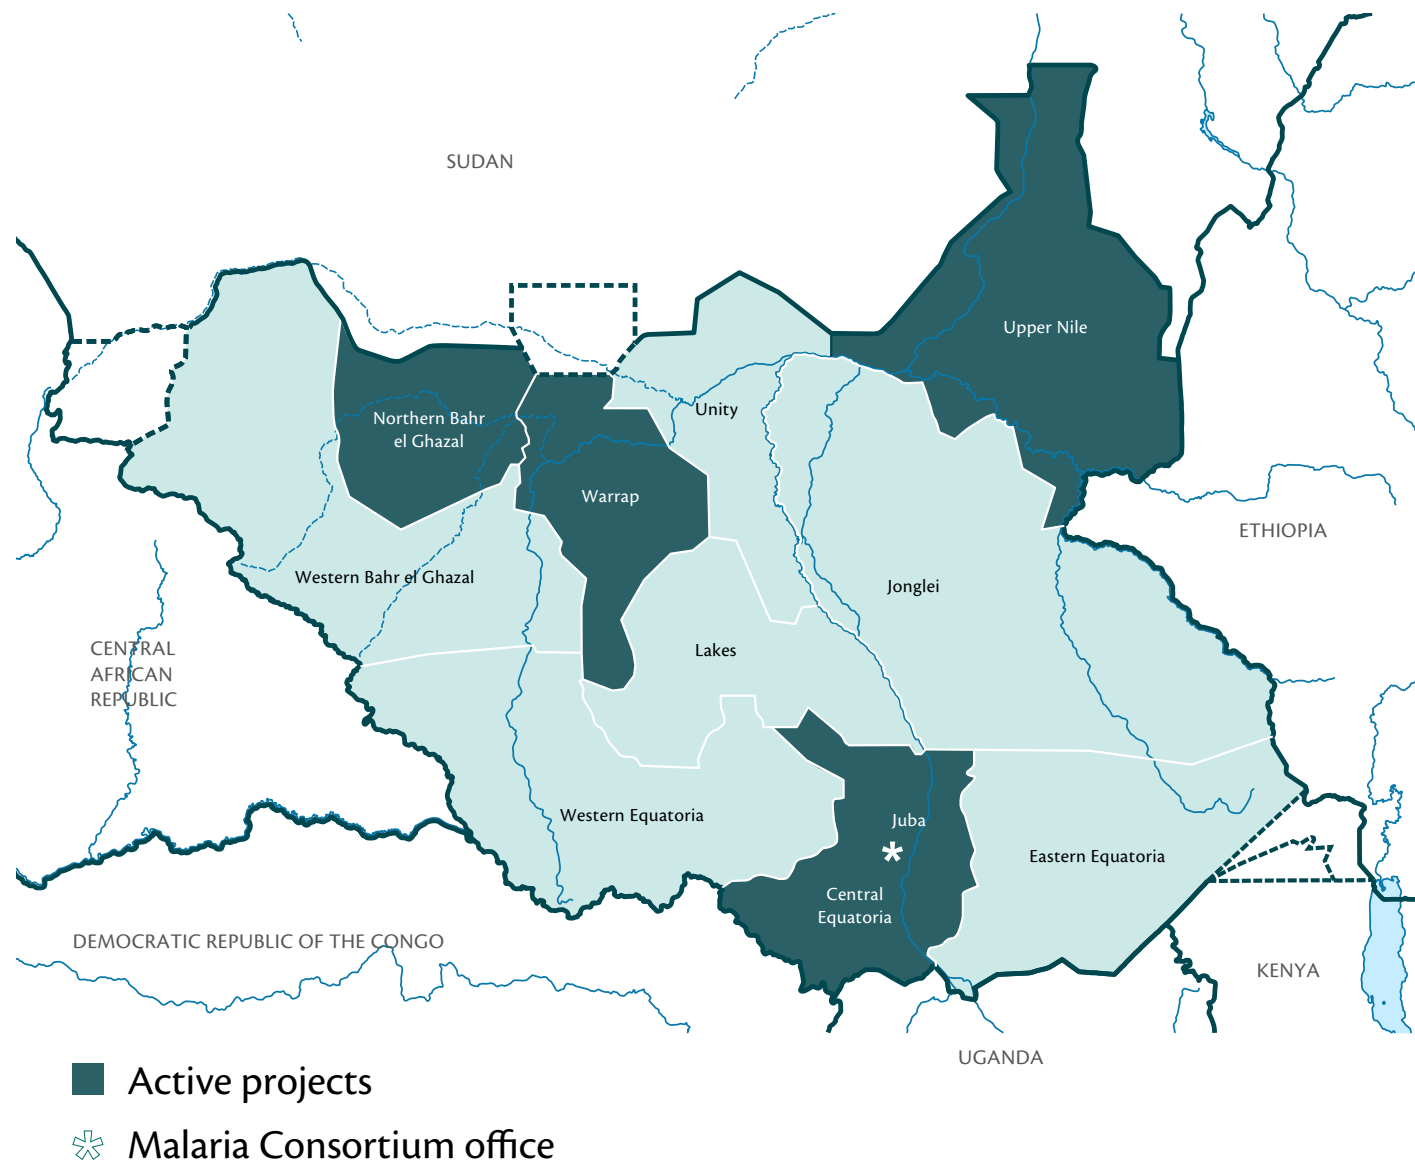 SUDAN
Upper Nile
Northern Bahr
el Ghazal
Unity
Warrap
ETHIOPIA
Western Bahr el Ghazal
Jonglei
CENTRAL
AFRICAN
REPUBLIC
Lakes
Western Equatoria
Juba
Eastern Equatoria
Central
Equatoria
DEMOCRATIC REPUBLIC OF THE CONGO
KENYA
UGANDA
Active projects
Malaria Consortium office